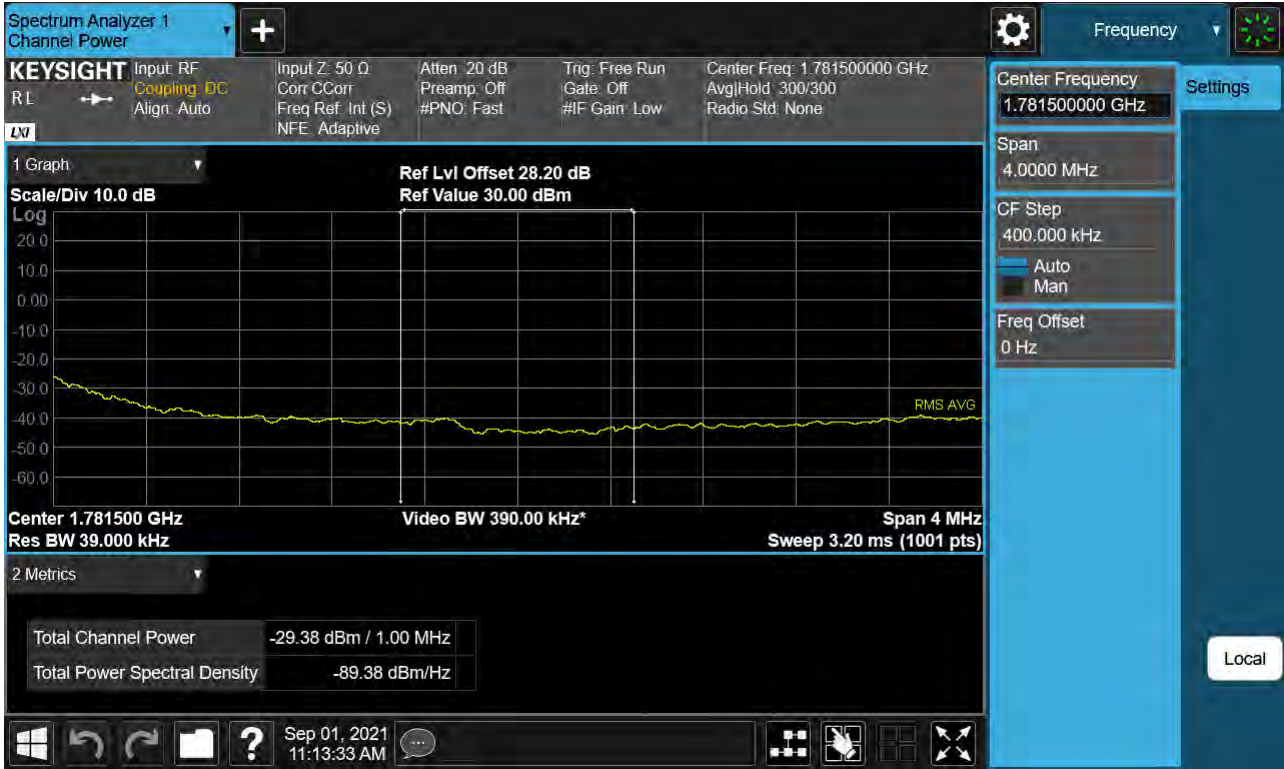 Spectrum Analyzer 1
Channel Power
+
Frequency
KEYSIGHT
RL
LXI
Input: RF
Coupling: DC
Align: Auto
Input Z: 50 Ω
Corr CCorr
Freq Ref: Int (S)
NFE: Adaptive
Atten: 20 dB
Preamp: Off
#PNO: Fast
Trig: Free Run
Gate: Off
#IF Gain: Low
Center Freq: 1.781500000 GHz
Avg|Hold: 300/300
Radio Std: None
Center Frequency
1.781500000 GHz
Settings
Span
4.0000 MHz
CF Step
400.000 kHz
Auto
Man
Freq Offset
0 Hz
1 Graph
Scale/Div 10.0 dB
Ref Lvl Offset 28.20 dB
Ref Value 30.00 dBm
Log
20.0
10.0
0.00
-10.0
-20.0
-30.0
-40.0
-50.0
-60.0
RMS AVG
Center 1.781500 GHz
Res BW 39.000 kHz
Video BW 390.00 kHz*
Span 4 MHz
Sweep 3.20 ms (1001 pts)
2 Metrics
Total Channel Power -29.38 dBm / 1.00 MHz
Total Power Spectral Density -89.38 dBm/Hz
Local
?
Sep 01, 2021
11:13:33 AM